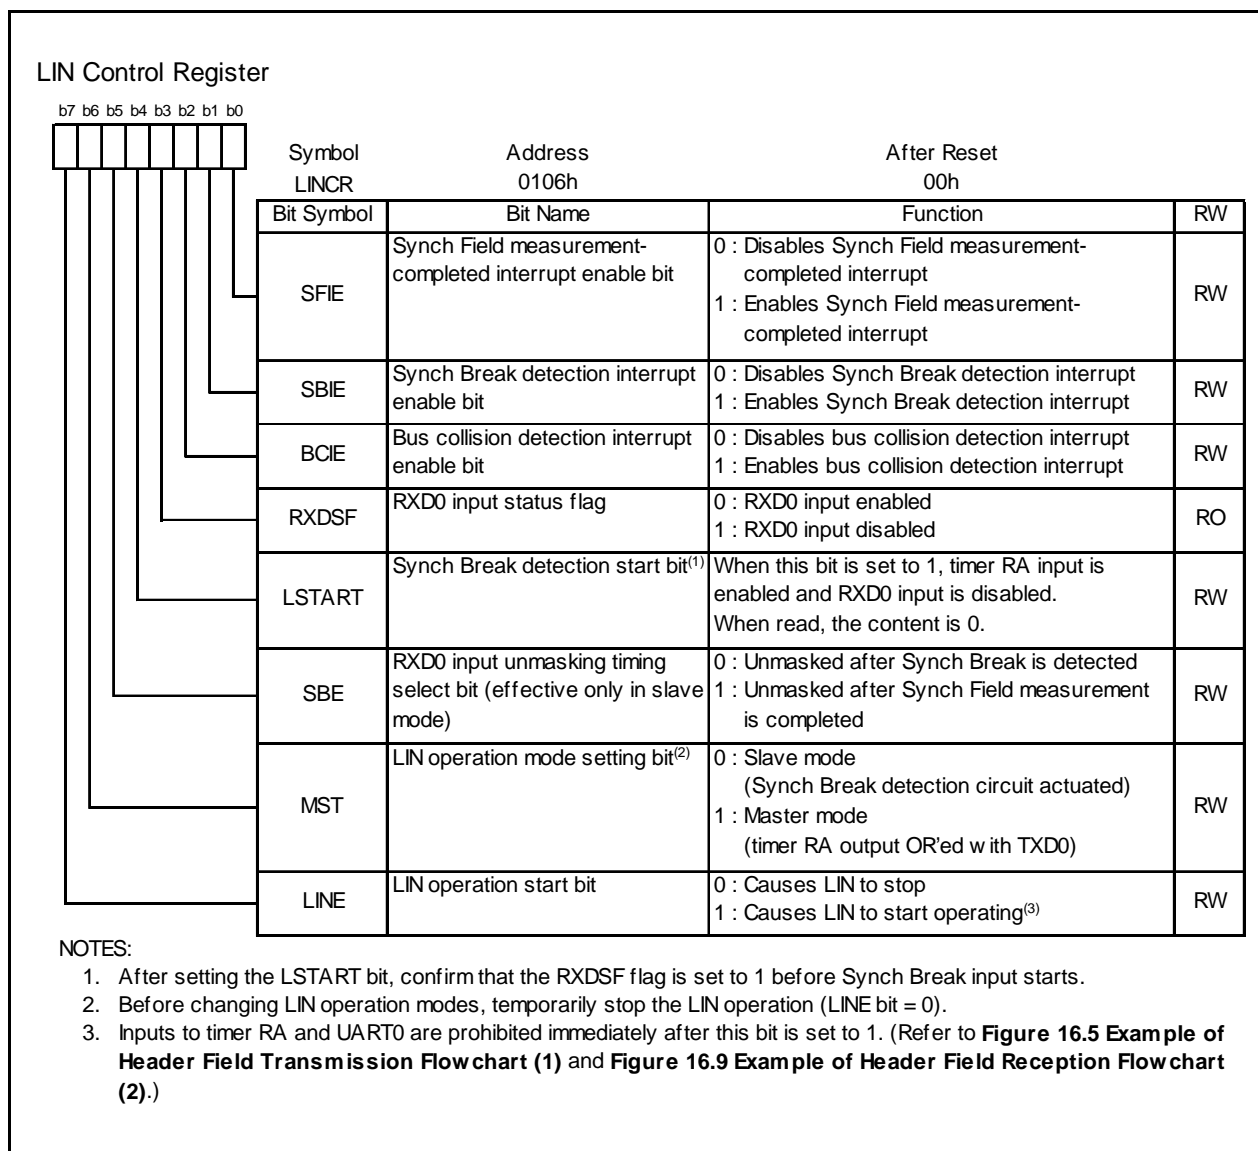 LIN Control Register
b7 b6 b5 b4 b3 b2 b1 b0
Symbol Address After Reset
LINCR 0106h 00h
Bit Symbol Bit Name Function RW
SFIE
Synch Field measurement-
completed interrupt enable bit
0 : Disables Synch Field measurement-
completed interrupt
1 : Enables Synch Field measurement-
completed interrupt
RW
SBIE
Synch Break detection interrupt
enable bit
0 : Disables Synch Break detection interrupt
1 : Enables Synch Break detection interrupt
RW
BCIE
Bus collision detection interrupt
enable bit
0 : Disables bus collision detection interrupt
1 : Enables bus collision detection interrupt
RW
RXDSF
RXD0 input status flag
0 : RXD0 input enabled
1 : RXD0 input disabled
RO
LSTART
Synch Break detection start bit(1)
When this bit is set to 1, timer RA input is
enabled and RXD0 input is disabled.
When read, the content is 0.
RW
SBE
RXD0 input unmasking timing
select bit (effective only in slave
mode)
0 : Unmasked after Synch Break is detected
1 : Unmasked after Synch Field measurement
is completed
RW
MST
LIN operation mode setting bit(2)
0 : Slave mode
(Synch Break detection circuit actuated)
1 : Master mode
(timer RA output OR'ed with TXD0)
RW
LINE
LIN operation start bit
0 : Causes LIN to stop
1 : Causes LIN to start operating(3)
RW
NOTES:
1. After setting the LSTART bit, confirm that the RXDSF flag is set to 1 before Synch Break input starts.
2. Before changing LIN operation modes, temporarily stop the LIN operation (LINE bit = 0).
3. Inputs to timer RA and UART0 are prohibited immediately after this bit is set to 1. (Refer to Figure 16.5 Example of
Header Field Transmission Flowchart (1) and Figure 16.9 Example of Header Field Reception Flowchart
(2).)